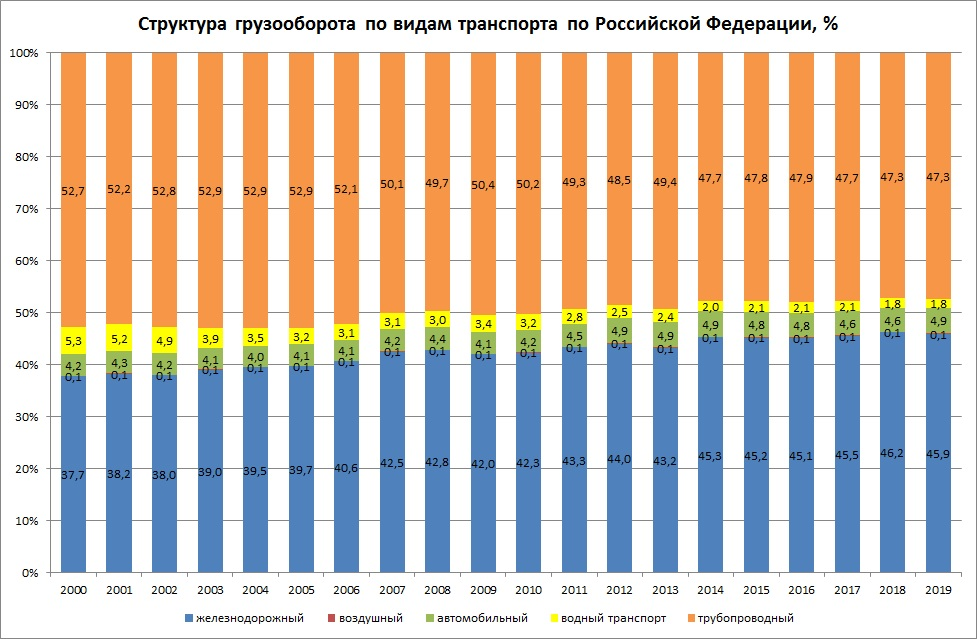 Структура грузооборота по видам транспорта по Российской Федерации, %
100%
90%
80%
70%
60%
50%
40%
30%
20%
10%
0%
52,7 52,2 52,8 52,9 52,9 52,9 52,1 50,1 49,7 50,4 50,2 49,3 48,5 49,4 47,7 47,8 47,9 47,7 47,3 47,3
5,3 5,2 4,9 3,9 3,5 3,2 3,1 3,1 3,0 3,4 3,2 2,8 2,5 2,4 2,0 2,1 2,1 2,1 1,8 1,8
4,2 4,3 4,2 4,1 4,0 4,1 4,1 4,2 4,4 4,1 4,2 4,5 4,9 4,9 4,9 4,8 4,8 4,6 4,6 4,9
0,1 0,1 0,1 0,1 0,1 0,1 0,1 0,1 0,1 0,1 0,1 0,1 0,1 0,1 0,1 0,1 0,1 0,1 0,1 0,1
37,7 38,2 38,0 39,0 39,5 39,7 40,6 42,5 42,8 42,0 42,3 43,3 44,0 43,2 45,3 45,2 45,1 45,5 46,2 45,9
2000 2001 2002 2003 2004 2005 2006 2007 2008 2009 2010 2011 2012 2013 2014 2015 2016 2017 2018 2019
железнодорожный воздушный автомобильный водный транспорт трубопроводный